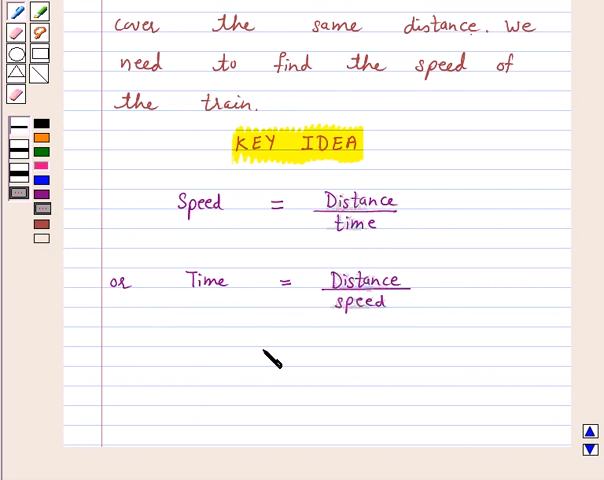 cover the same distance. We
need to find the speed of
the train.
KEY IDEA
Speed = Distance
time
or Time = Distance
speed